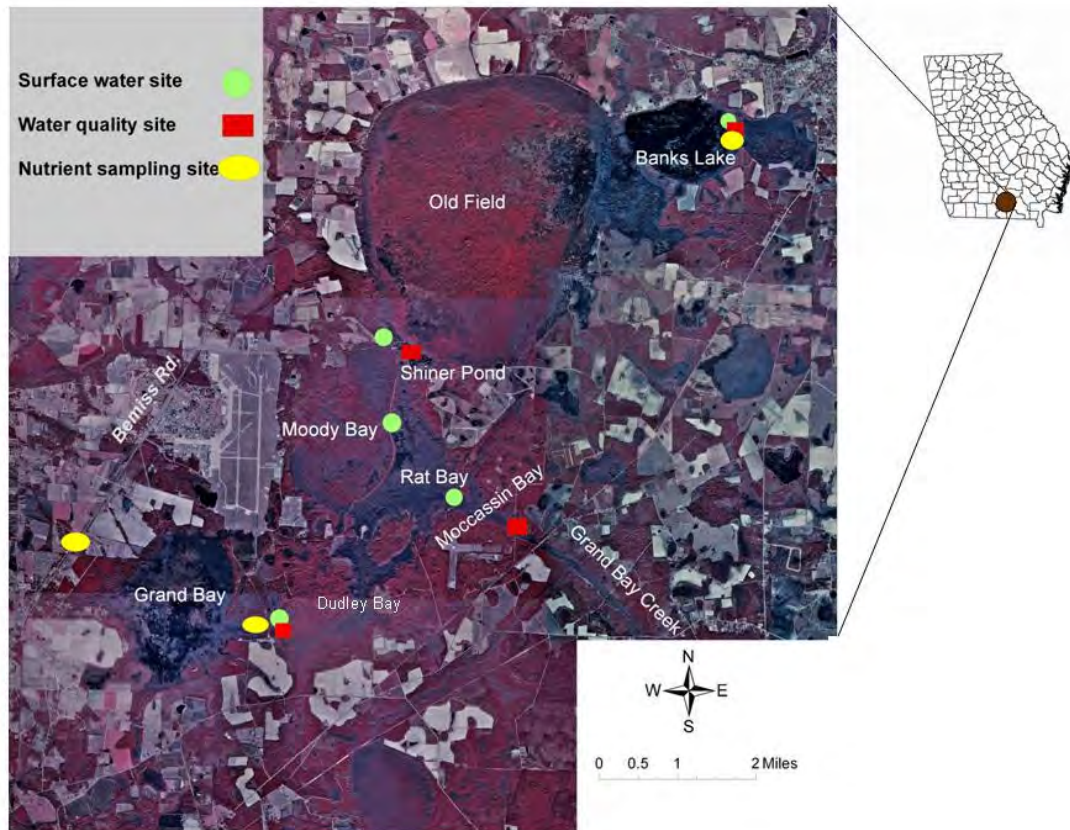 Surface water site
Water quality site
Nutrient sampling site
Banks Lake
Old Field
Shiner Pond
Bemiss Rd.
Moody Bay
Rat Bay
Moccassin Bay
Grand Bay Creek
Grand Bay
Dudley Bay
N
W E
S
0 0.5 1 2 Miles